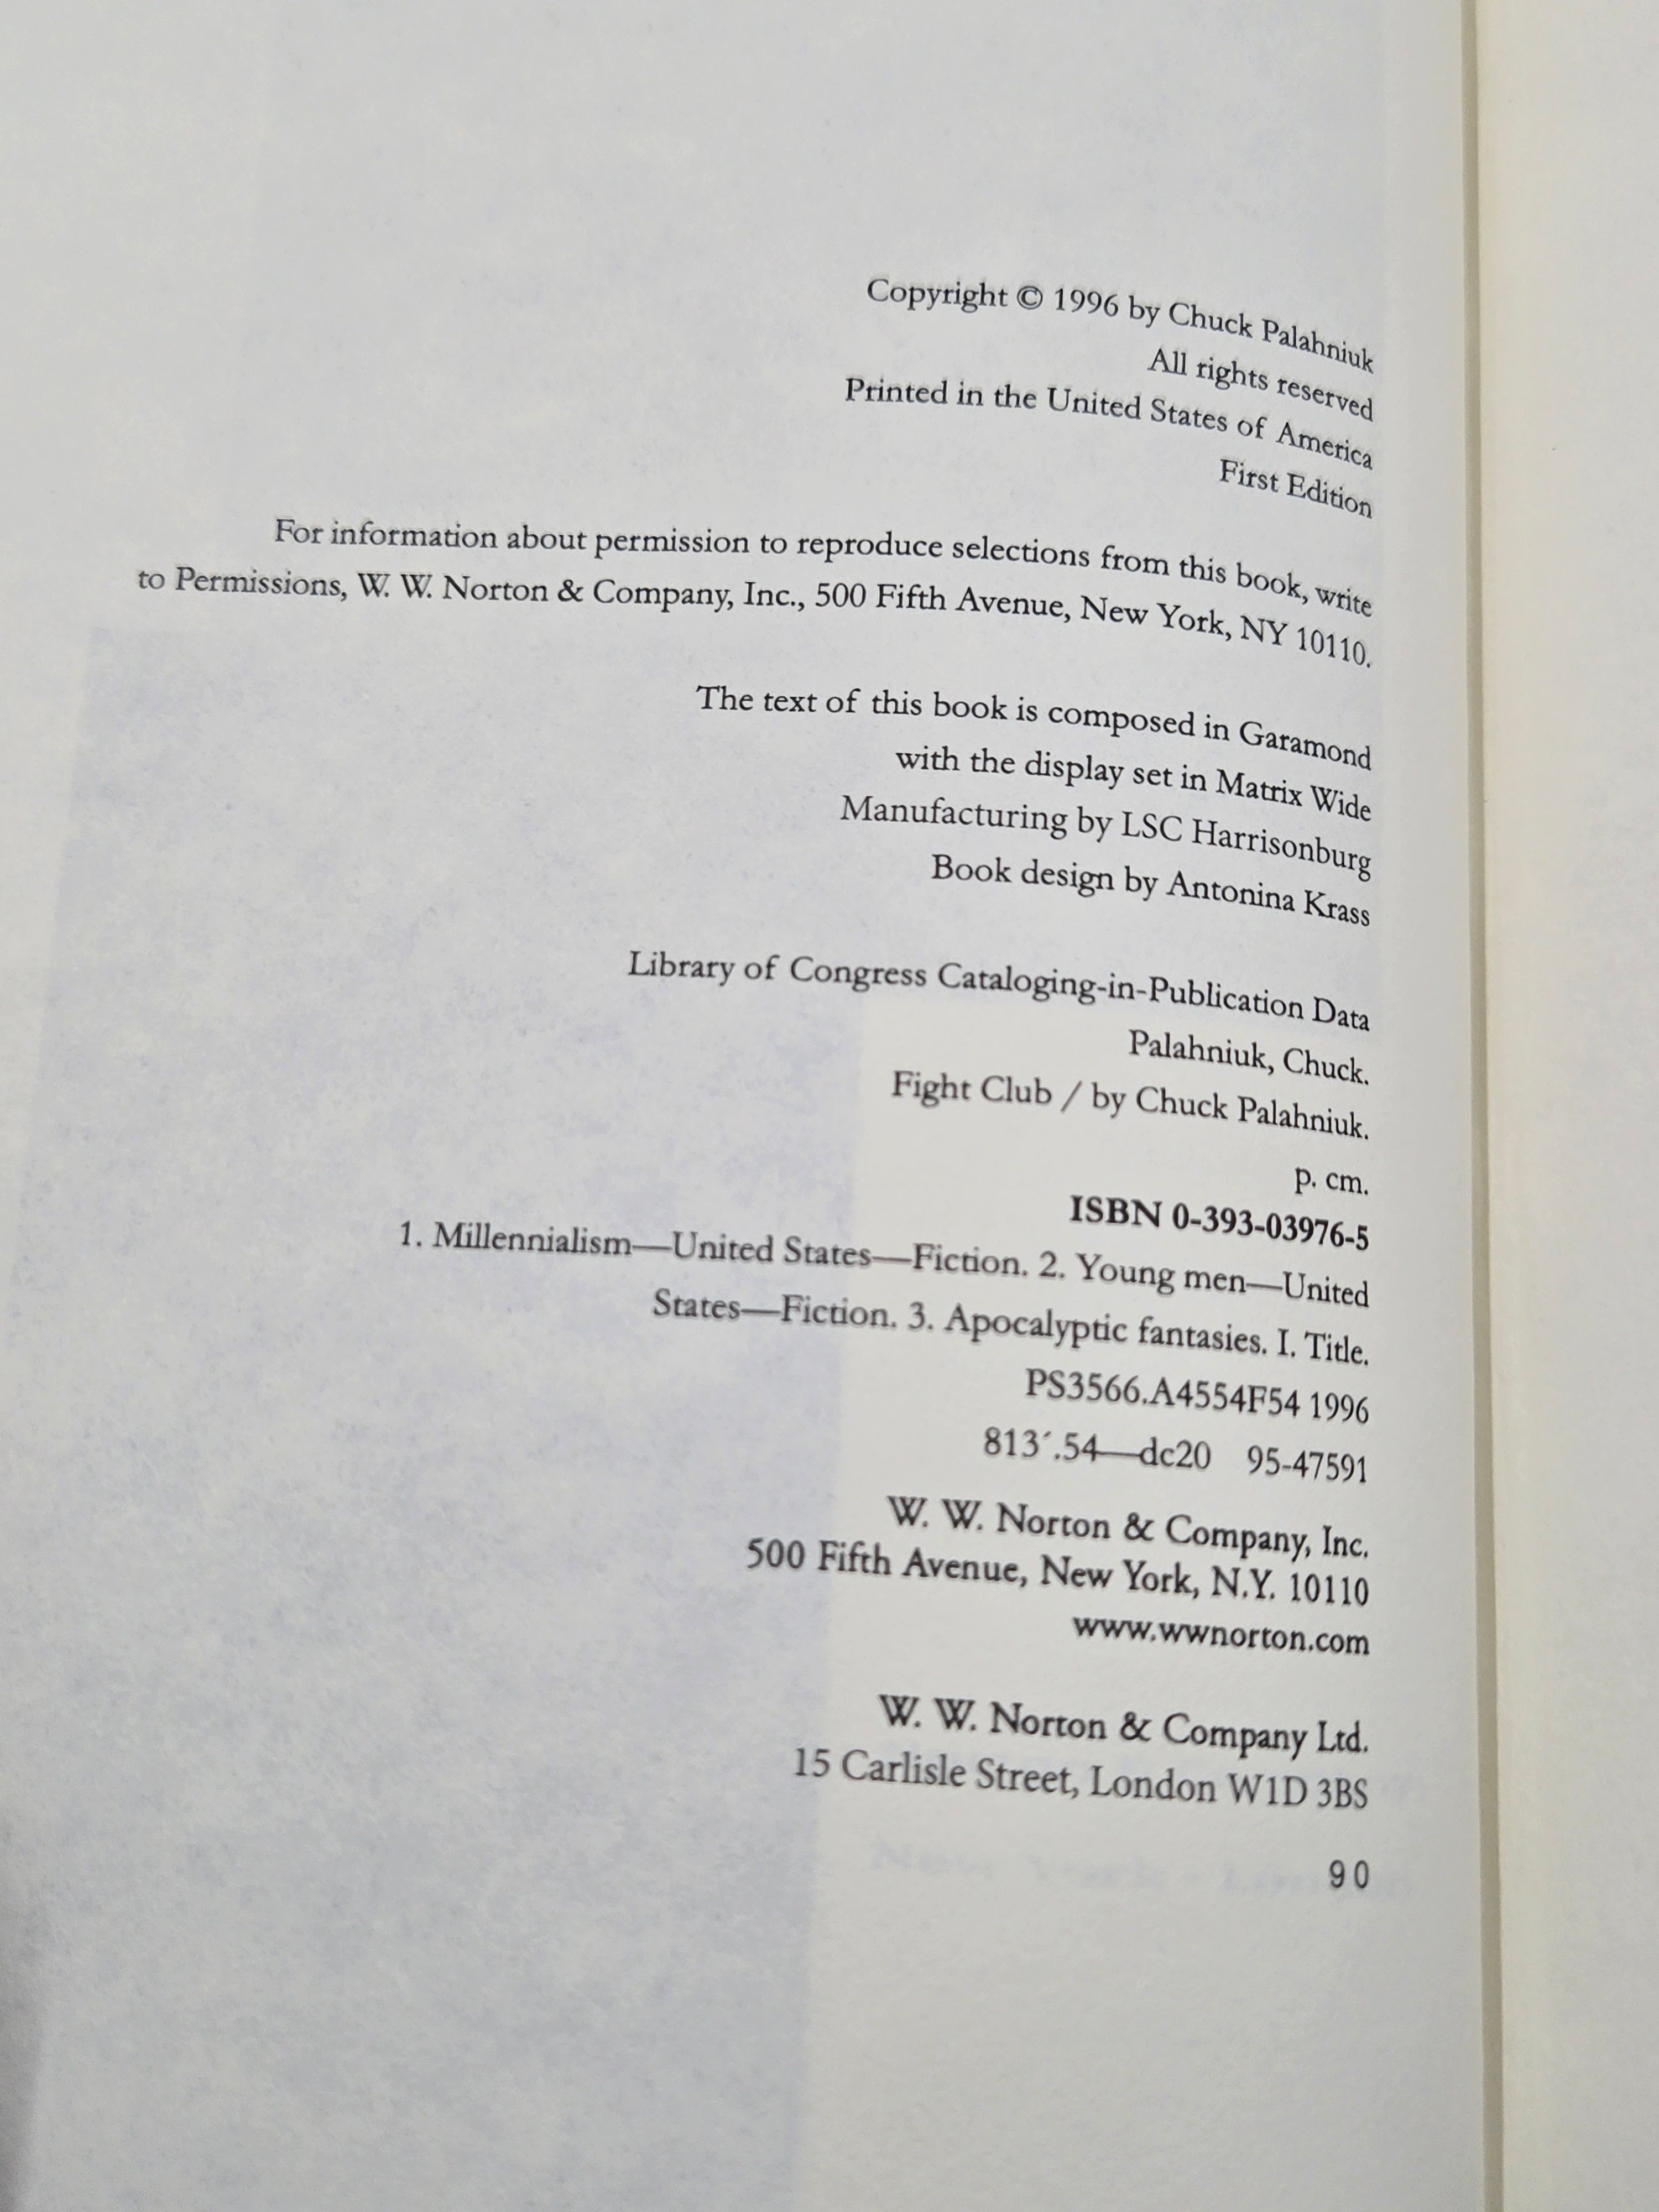 Copyright © 1996 by Chuck Palahniuk
All rights reserved
Printed in the United States of America
First Edition
For information about permission to reproduce selections from this book, write
to Permissions, W. W. Norton & Company, Inc., 500 Fifth Avenue, New York, NY 10110.
The text of this book is composed in Garamond
with the display set in Matrix Wide
Manufacturing by LSC Harrisonburg
Book design by Antonina Krass
Library of Congress Cataloging-in-Publication Data
Palahniuk, Chuck.
Fight Club / by Chuck Palahniuk.
p. cm.
ISBN 0-393-03976-5
1. Millennialism—United States—Fiction. 2. Young men—United
States—Fiction. 3. Apocalyptic fantasies. I. Title.
PS3566.A4554F54 1996
813´.54—dc20 95-47591
W. W. Norton & Company, Inc.
500 Fifth Avenue, New York, N.Y. 10110
www.wwnorton.com
W. W. Norton & Company Ltd.
15 Carlisle Street, London W1D 3BS
9 0